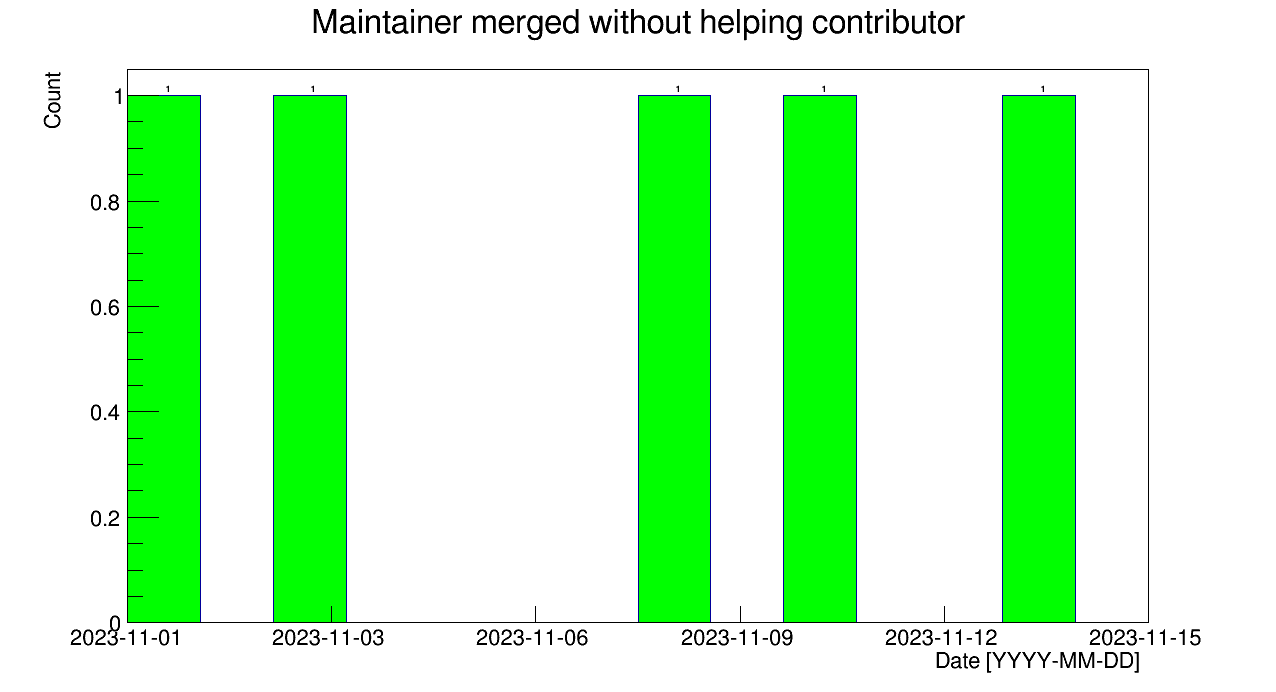 Maintainer merged without helping contributor
Count
1 1 1 1 1
1
0.8
0.6
0.4
0.2
0
2023-11-01 2023-11-03 2023-11-06 2023-11-09 2023-11-12 2023-11-15
Date [YYYY-MM-DD]